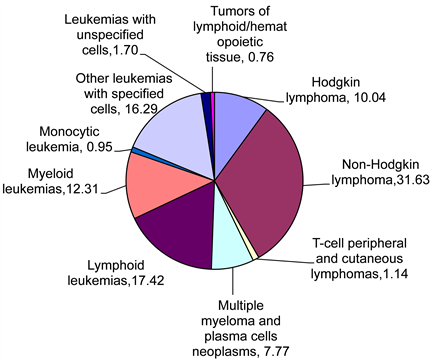 Tumors of
lymphoid/hemat
opoietic
tissue, 0.76
Hodgkin
lymphoma, 10.04
Non-Hodgkin
lymphoma,31.63
T-cell peripheral
and cutaneous
lymphomas,1.14
Multiple
myeloma and
plasma cells
neoplasms, 7.77
Lymphoid
leukemias,17.42
Myeloid
leukemias,12.31
Monocytic
leukemia, 0.95
Other leukemias
with specified
cells, 16.29
Leukemias with
unspecified
cells,1.70